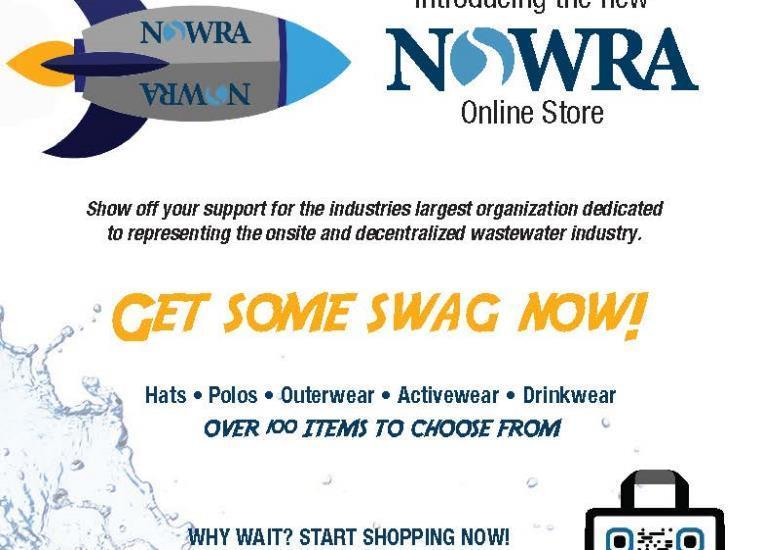 Introducing the new
NOWRA
NOWRA
NOWRA
Online Store
Show off your support for the industries largest organization dedicated
to representing the onsite and decentralized wastewater industry.
GET SOME SWAG NOW!
Hats • Polos • Outerwear • Activewear • Drinkwear
OVER 100 ITEMS TO CHOOSE FROM
WHY WAIT? START SHOPPING NOW!